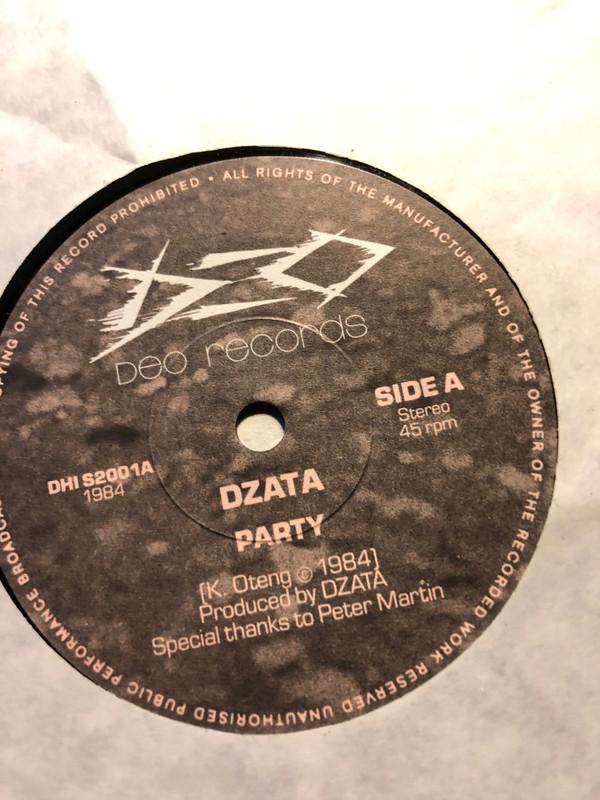 Deo records
SIDE A
Stereo
45 rpm
DHI S2001A
1984
DZATA
PARTY
[K. Oteng © 1984]
Produced by DZATA
Special thanks to Peter Martin
ALL RIGHTS OF THE MANUFACTURER AND OF THE OWNER OF THE RECORDED WORK RESERVED UNAUTHORISED PUBLIC PERFORMANCE
OF THIS RECORD PROHIBITED •